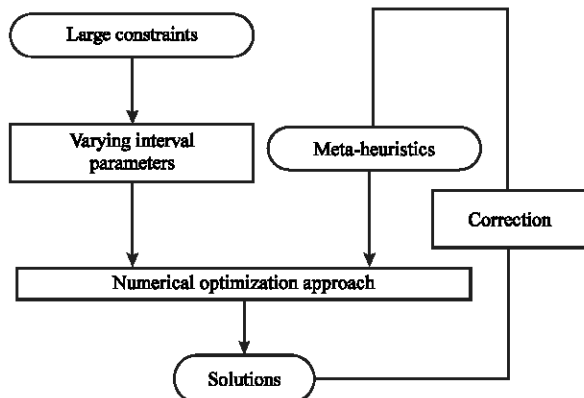 Large constraints
Varying interval
parameters
Meta-heuristics
Correction
Numerical optimization approach
Solutions